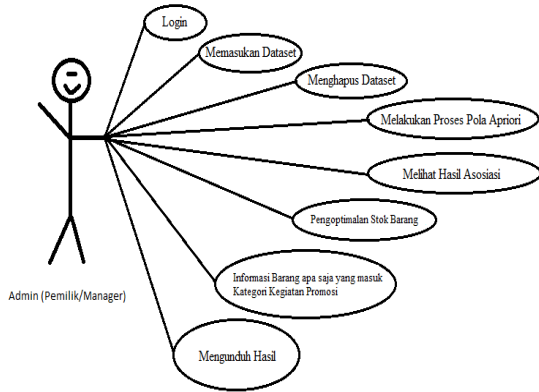 Login
Memasukan Dataset
Menghapus Dataset
Melakukan Proses Pola Apriori
Melihat Hasil Asosiasi
Pengoptimalan Stok Barang
Informasi Barang apa saja yang masuk
Kategori Kegiatan Promosi
Mengunduh Hasil
Admin (Pemilik/Manager)